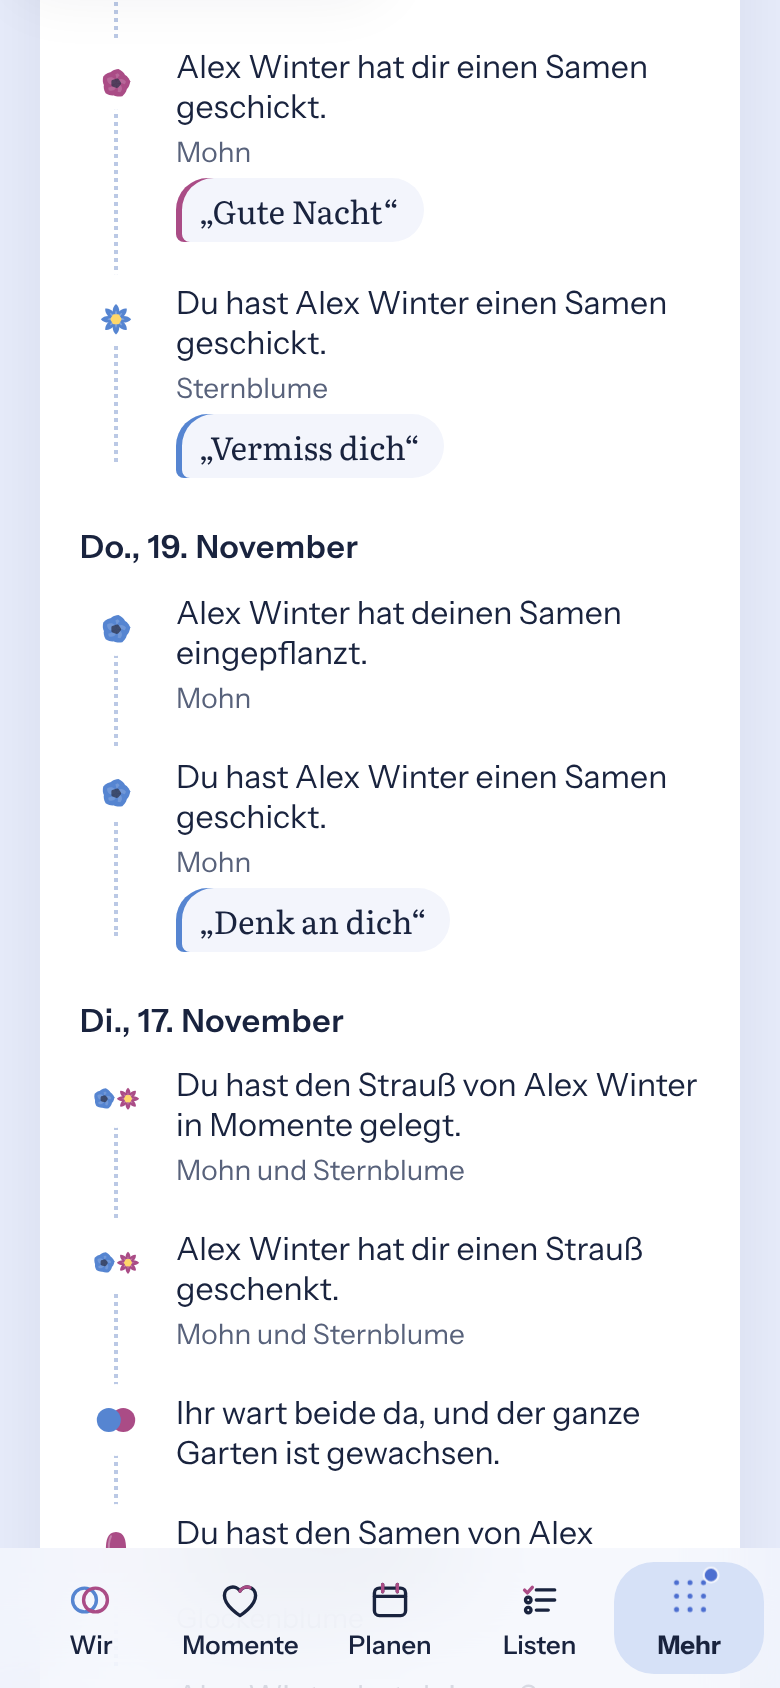 Alex Winter hat dir einen Samen
geschickt.
Mohn
„Gute Nacht“
Du hast Alex Winter einen Samen
geschickt.
Sternblume
„Vermiss dich“
Do., 19. November
Alex Winter hat deinen Samen
eingepflanzt.
Mohn
Du hast Alex Winter einen Samen
geschickt.
Mohn
„Denk an dich“
Di., 17. November
Du hast den Strauß von Alex Winter
in Momente gelegt.
Mohn und Sternblume
Alex Winter hat dir einen Strauß
geschenkt.
Mohn und Sternblume
Ihr wart beide da, und der ganze
Garten ist gewachsen.
Du hast den Samen von Alex
Glockenblume
Wir
Momente
Planen
Listen
Mehr